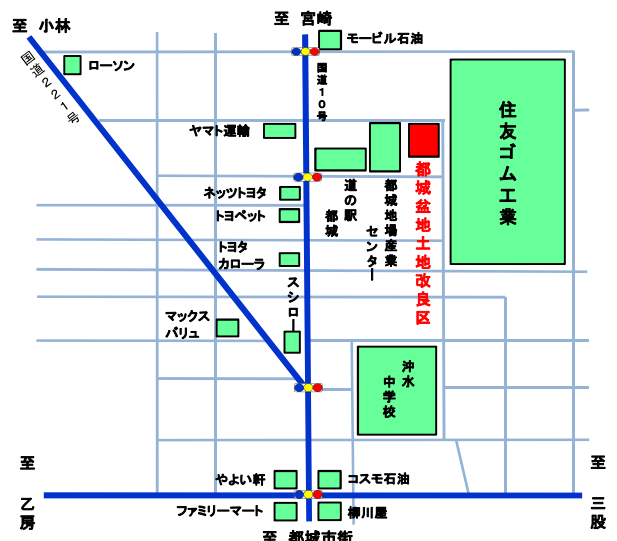 至 宮崎
至 小林
モービル石油
国道221号
ローソン
国道10号
住友ゴム工業
ヤマト運輸
都城盆地土地改良区
ネッツトヨタ
道の駅
都城
都城地場産業
センター
トヨペット
トヨタ
カローラ
スシロー
マックス
バリュ
沖水
中学校
至 乙房
至 三股
やよい軒
コスモ石油
ファミリーマート
柳川屋
至 都城市街